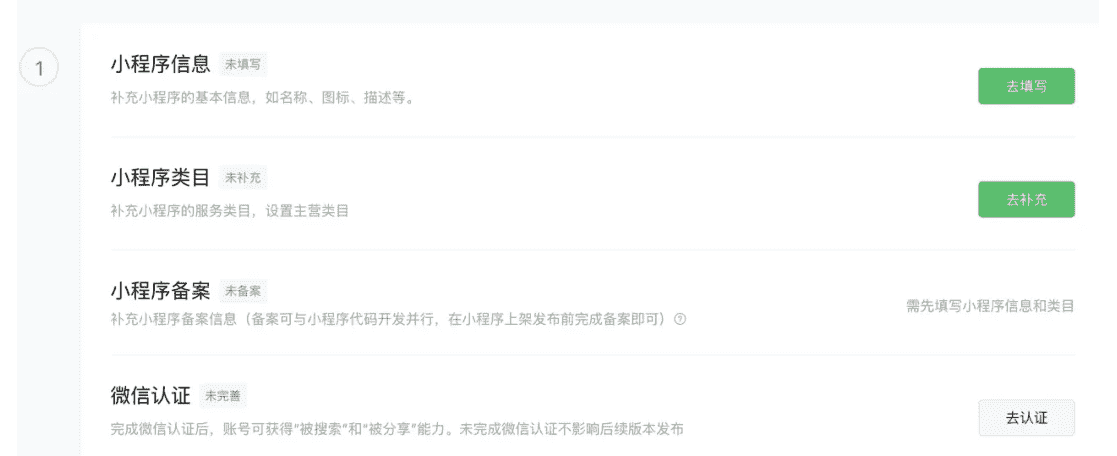 1
小程序信息 未填写
补充小程序的基本信息，如名称、图标、描述等。
去填写
小程序类目 未补充
补充小程序的服务类目，设置主营类目
去补充
小程序备案 未备案
补充小程序备案信息（备案可与小程序代码开发并行，在小程序上架发布前完成备案即可）?
需先填写小程序信息和类目
微信认证 未完善
完成微信认证后，账号可获得“被搜索”和“被分享”能力。未完成微信认证不影响后续版本发布
去认证